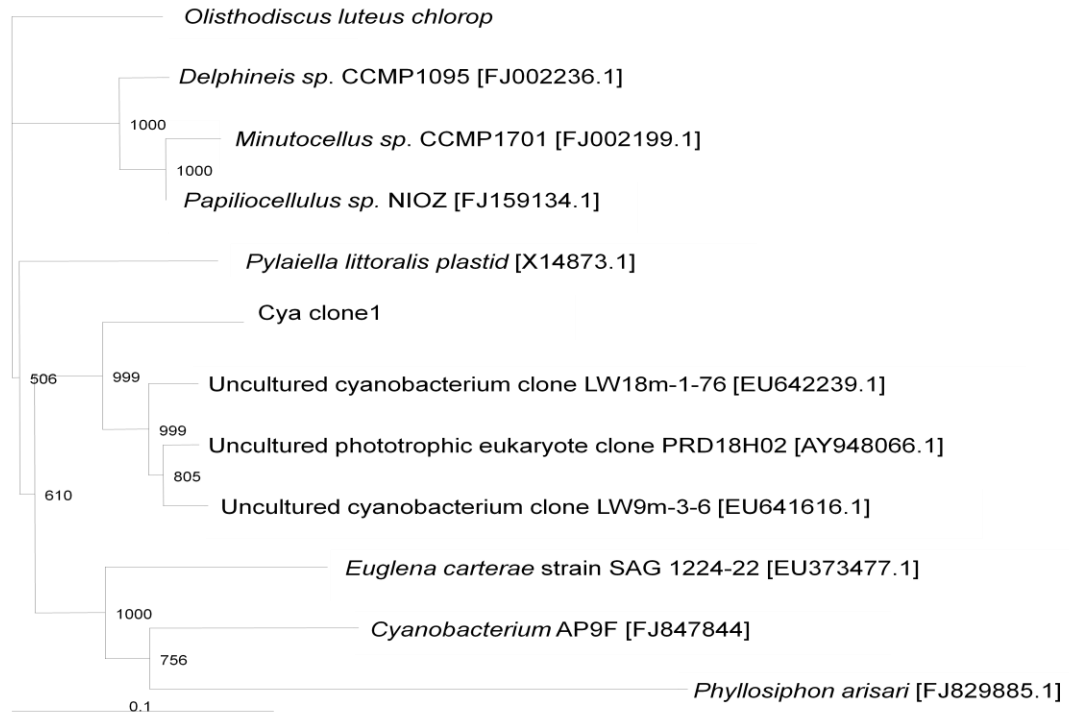 Olisthodiscus luteus chlorop
Delphineis sp. CCMP1095 [FJ002236.1]
1000
Minutocellus sp. CCMP1701 [FJ002199.1]
1000
Papiliocellulus sp. NIOZ [FJ159134.1]
Pylaiella littoralis plastid [X14873.1]
Cya clone1
506
999
Uncultured cyanobacterium clone LW18m-1-76 [EU642239.1]
999
Uncultured phototrophic eukaryote clone PRD18H02 [AY948066.1]
805
610
Uncultured cyanobacterium clone LW9m-3-6 [EU641616.1]
Euglena carterae strain SAG 1224-22 [EU373477.1]
1000
Cyanobacterium AP9F [FJ847844]
756
Phyllosiphon arisari [FJ829885.1]
0.1